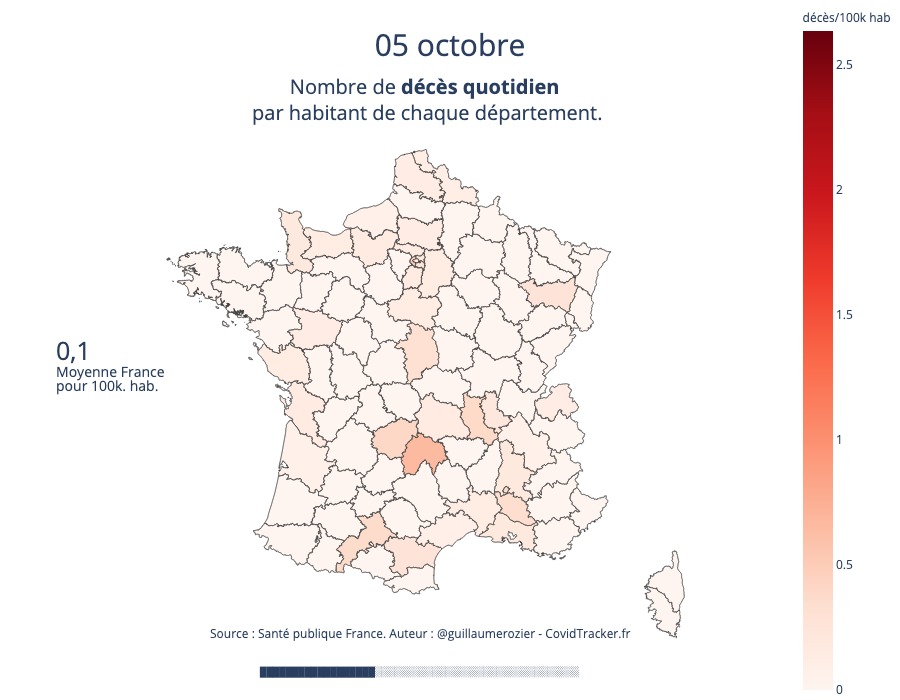 05 octobre
Nombre de décès quotidien
par habitant de chaque département.
décès/100k hab
2.5
2
1.5
1
0.5
0
0,1
Moyenne France
pour 100k. hab.
Source : Santé publique France. Auteur : @guillaumerozier - CovidTracker.fr